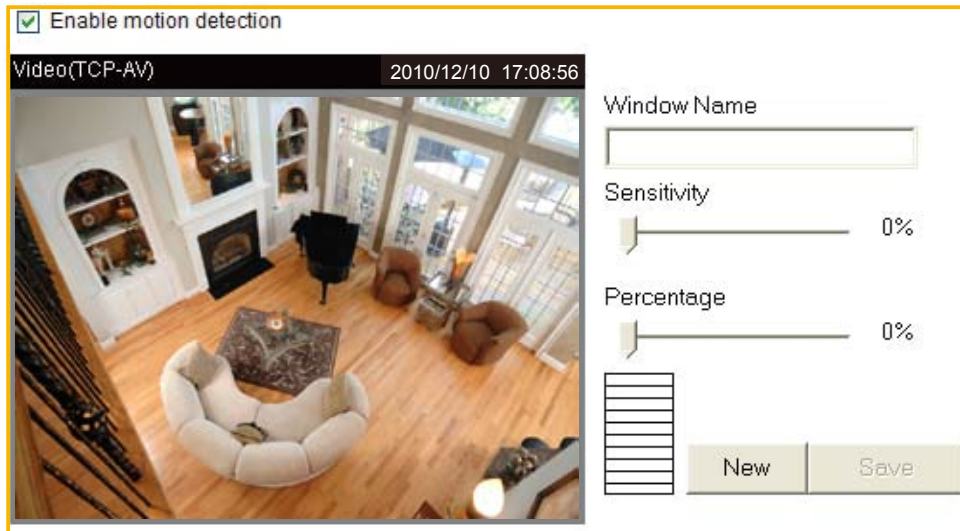 Enable motion detection
Video(TCP-AV) 2010/12/10 17:08:56
Window Name
Sensitivity
0%
Percentage
0%
New Save